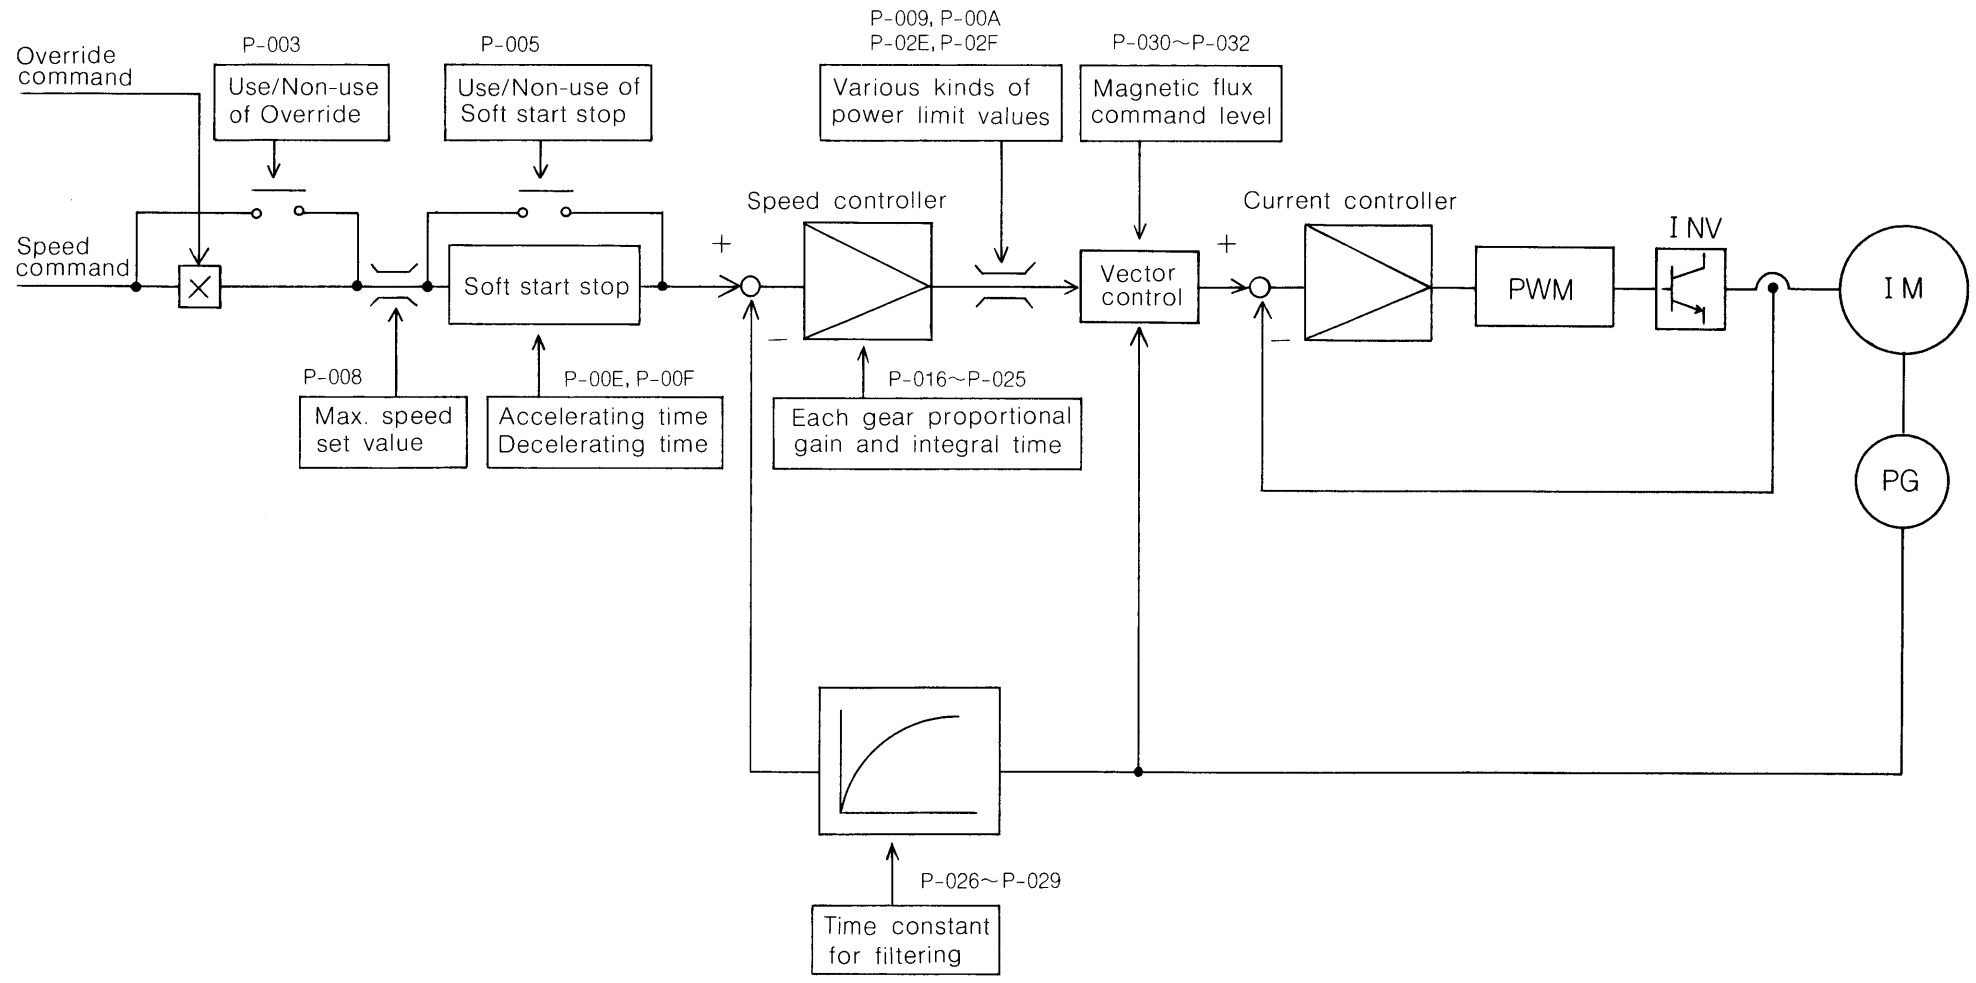 P-009, P-00A
P-02E, P-02F
P-003
P-005
P-030~P-032
Override
command
Use/Non-use
of Override
Use/Non-use of
Soft start stop
Various kinds of
power limit values
Magnetic flux
command level
Speed controller
Current controller
INV
Speed
command
+
+
×
Soft start stop
Vector
control
PWM
IM
−
−
P-008
P-00E, P-00F
P-016~P-025
Max. speed
set value
Accelerating time
Decelerating time
Each gear proportional
gain and integral time
PG
P-026~P-029
Time constant
for filtering